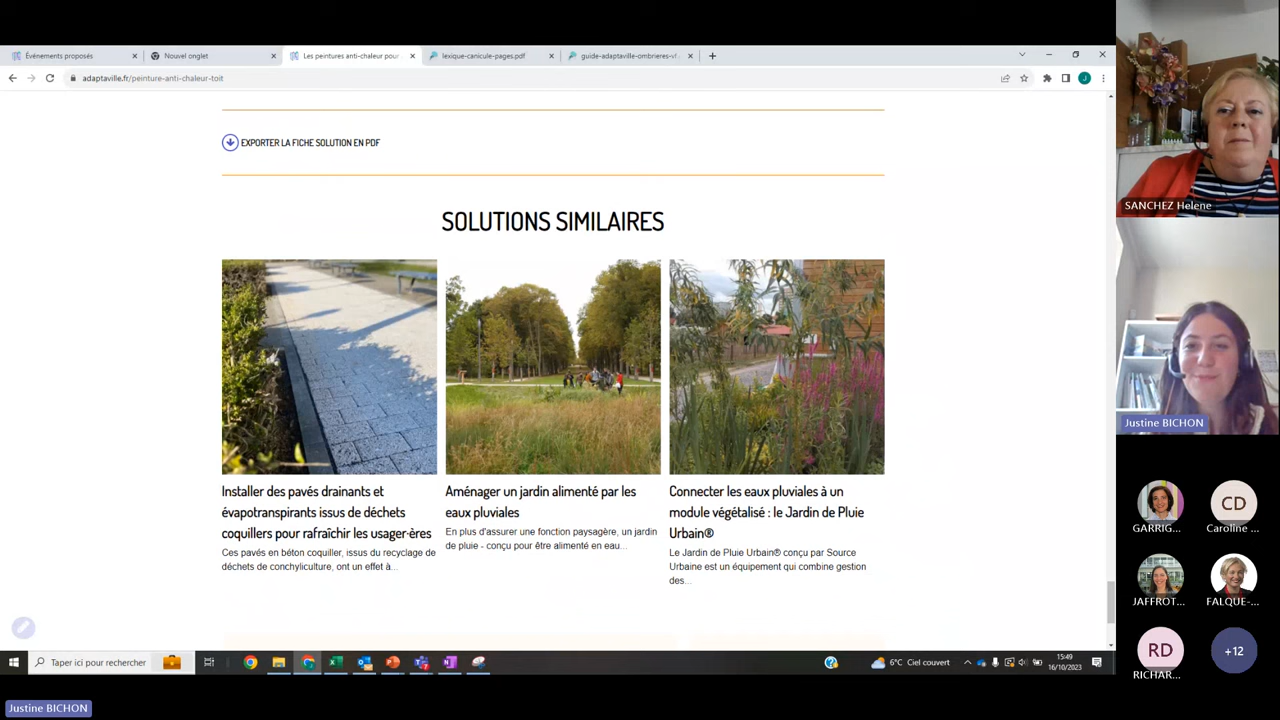 Événements proposés
Nouvel onglet
Les peintures anti-chaleur pour
lexique-canicule-pages.pdf
guide-adaptaville-ombrieres-vf
adaptaville.fr/peinture-anti-chaleur-toit
J
EXPORTER LA FICHE SOLUTION EN PDF
SOLUTIONS SIMILAIRES
Installer des pavés drainants et
évapotranspirants issus de déchets
coquillers pour rafraîchir les usager·ères
Ces pavés en béton coquiller, issus du recyclage de
déchets de conchyliculture, ont un effet à...
Aménager un jardin alimenté par les
eaux pluviales
En plus d'assurer une fonction paysagère, un jardin
de pluie - conçu pour être alimenté en eau...
Connecter les eaux pluviales à un
module végétalisé : le Jardin de Pluie
Urbain®
Le Jardin de Pluie Urbain® conçu par Source
Urbaine est un équipement qui combine gestion
des...
SANCHEZ Helene
Justine BICHON
GARRIG...
CD
Caroline ...
JAFFROT...
FALQUE-...
RD
RICHAR...
+12
Taper ici pour rechercher
6°C Ciel couvert
15:49
16/10/2023
Justine BICHON